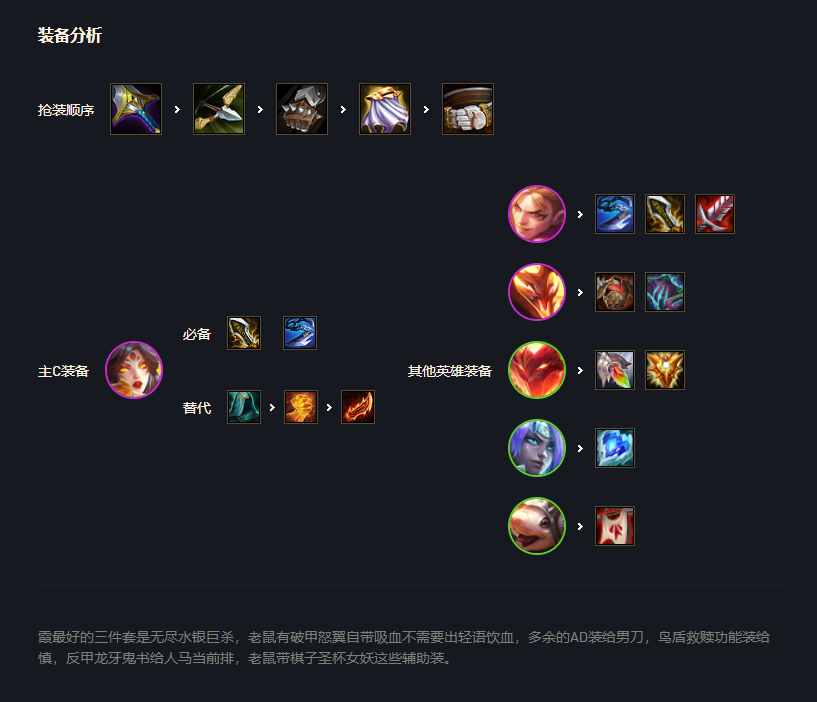 装备分析
抢装顺序
必备
主C装备
其他英雄装备
替代
霞最好的三件套是无尽水银巨杀，老鼠有破甲怒翼自带吸血不需要出轻语饮血，多余的AD装给男刀，鸟盾救赎功能装给
慎，反甲龙牙鬼书给人马当前排，老鼠带棋子圣杯女妖这些辅助装。